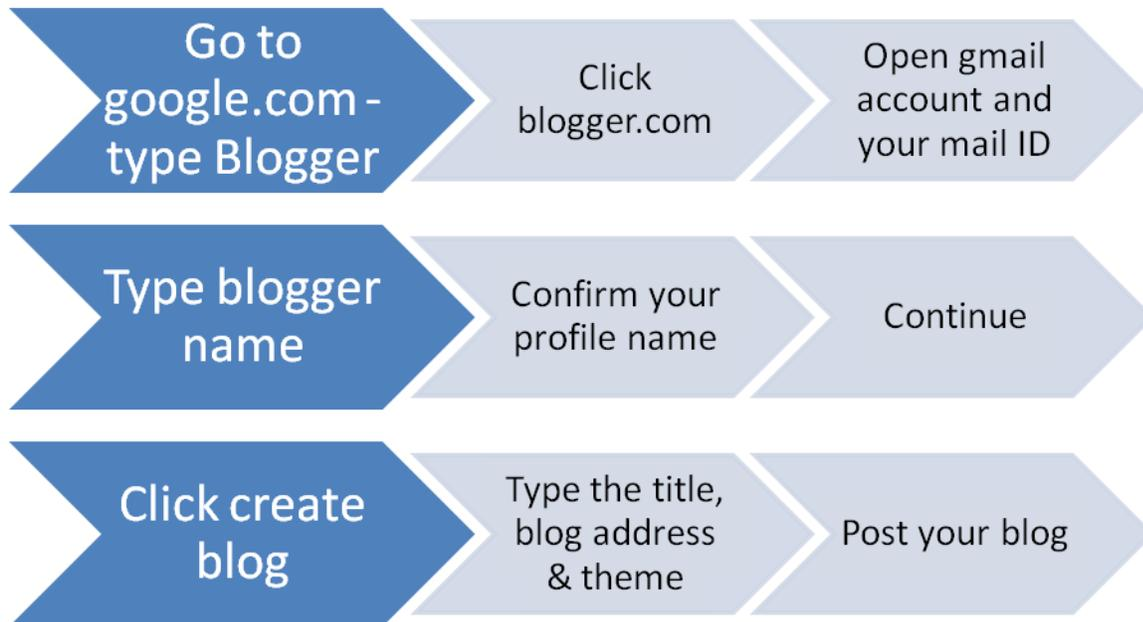 Go to
google.com -
type Blogger
Click
blogger.com
Open gmail
account and
your mail ID
Type blogger
name
Confirm your
profile name
Continue
Click create
blog
Type the title,
blog address
& theme
Post your blog